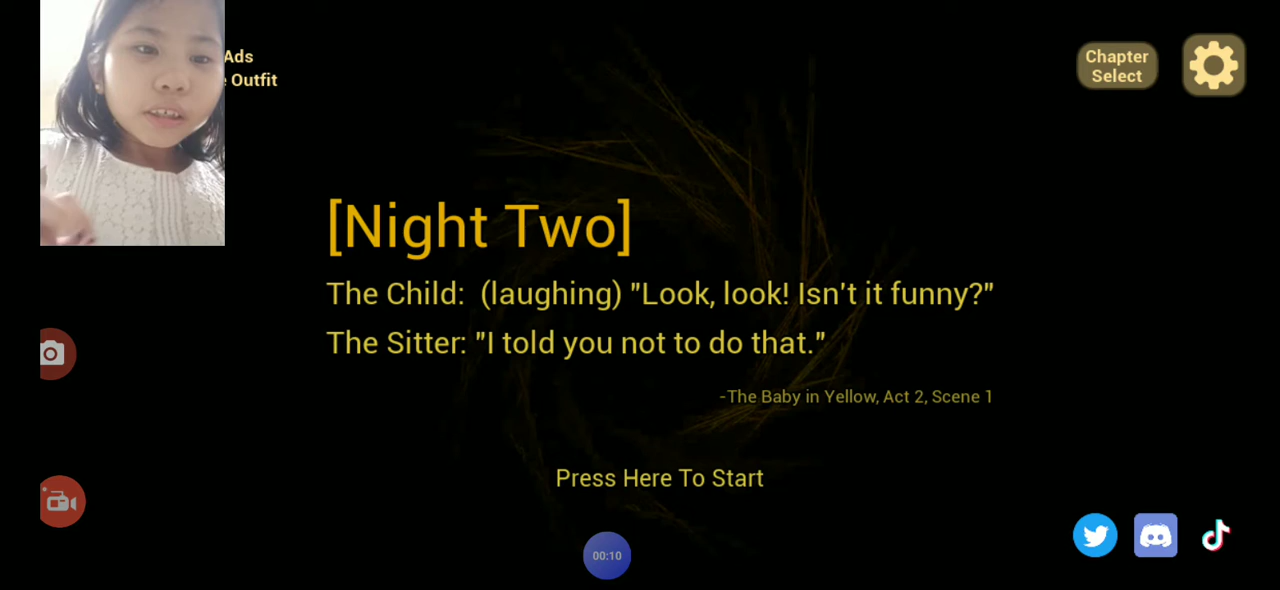 Ads
Outfit
Chapter
Select
[Night Two]
The Child: (laughing) "Look, look! Isn't it funny?"
The Sitter: "I told you not to do that."
-The Baby in Yellow, Act 2, Scene 1
Press Here To Start
00:10